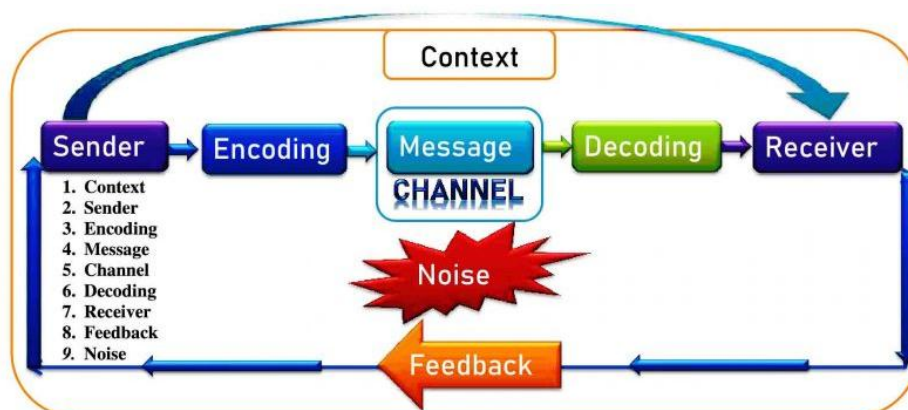 Context
Sender
Encoding
Message
CHANNEL
Decoding
Receiver
1. Context
2. Sender
3. Encoding
4. Message
5. Channel
6. Decoding
7. Receiver
8. Feedback
9. Noise
Noise
Feedback